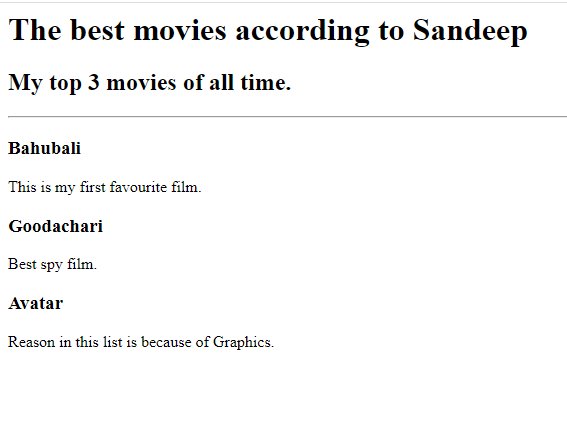 The best movies according to Sandeep
My top 3 movies of all time.
Bahubali
This is my first favourite film.
Goodachari
Best spy film.
Avatar
Reason in this list is because of Graphics.